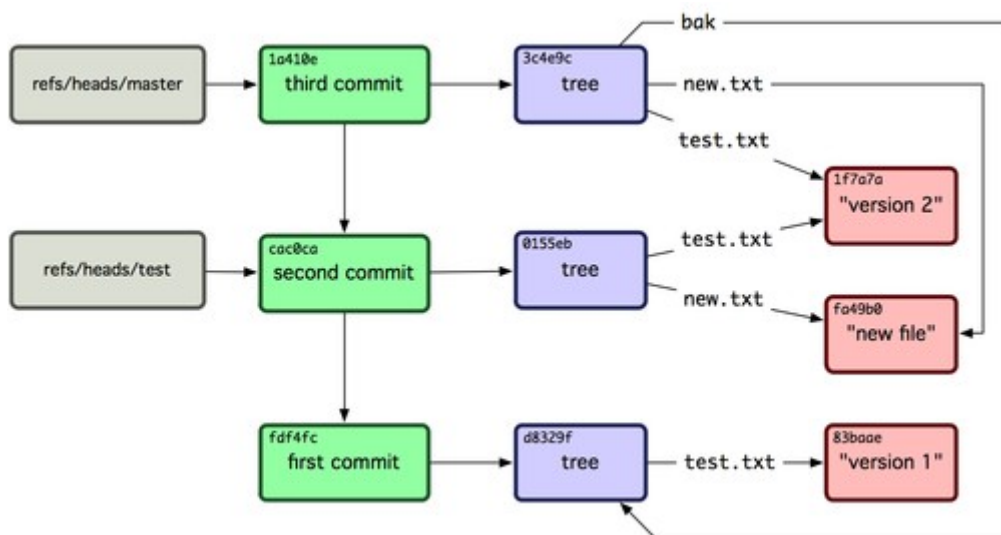 bak
1a410e
3c4e9c
refs/heads/master
third commit
tree
new.txt
test.txt
1f7a7a
"version 2"
cac0ca
0155eb
test.txt
refs/heads/test
second commit
tree
new.txt
fa49b0
"new file"
fdf4fc
d8329f
83baae
first commit
tree
test.txt
"version 1"